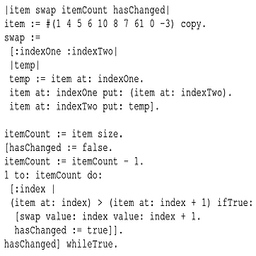 |item swap itemCount hasChanged|
item := #(1 4 5 6 10 8 7 61 0 -3) copy.
swap :=
[:indexOne :indexTwo|
|temp|
temp := item at: indexOne.
item at: indexOne put: (item at: indexTwo).
item at: indexTwo put: temp].

itemCount := item size.
[hasChanged := false.
itemCount := itemCount - 1.
1 to: itemCount do:
[:index |
(item at: index) > (item at: index + 1) ifTrue:
[swap value: index value: index + 1.
hasChanged := true]].
hasChanged] whileTrue.